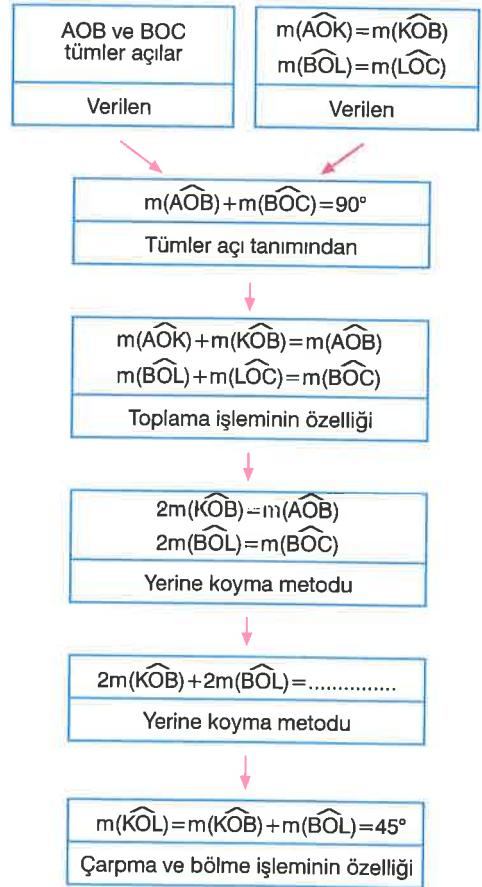 AOB ve BOC
tümler açılar
Verilen
m(AÔK)=m(KÔB)
m(BÔL)=m(LÔC)
Verilen
m(AÔB)+m(BÔC)=90°
Tümler açı tanımından
m(AÔK)+m(KÔB)=m(AÔB)
m(BÔL)+m(LÔC)=m(BÔC)
Toplama işleminin özelliği
2m(KÔB)=m(AÔB)
2m(BÔL)=m(BÔC)
Yerine koyma metodu
2m(KÔB)+2m(BÔL)=...............
Yerine koyma metodu
m(KÔL)=m(KÔB)+m(BÔL)=45°
Çarpma ve bölme işleminin özelliği